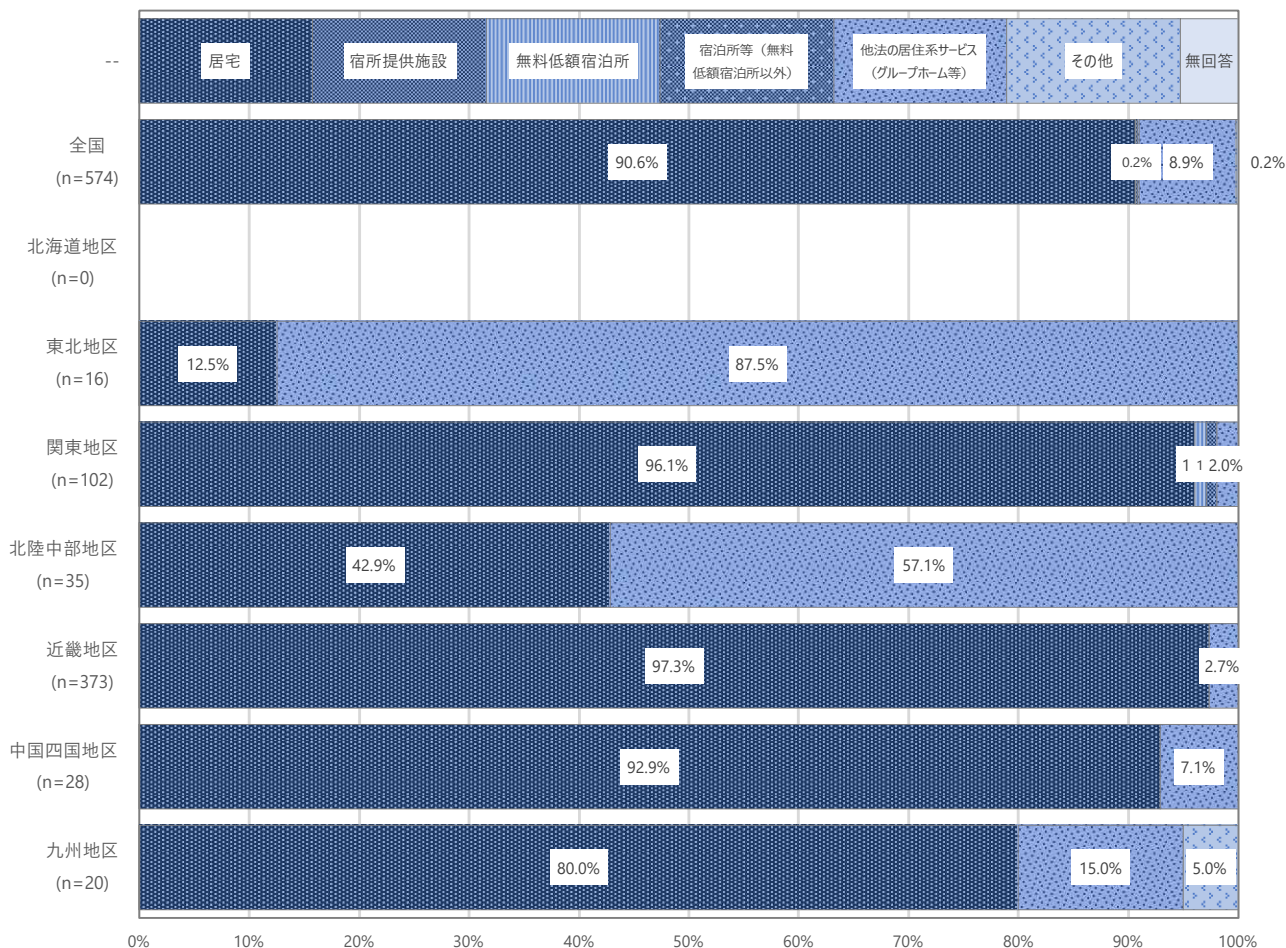 --
居宅
宿所提供施設
無料低額宿泊所
宿泊所等（無料
低額宿泊所以外）
他法の居住系サービス
（グループホーム等）
その他
無回答
全国
(n=574)
90.6%
0.2%
8.9%
0.2%
北海道地区
(n=0)
東北地区
(n=16)
12.5%
87.5%
関東地区
(n=102)
96.1%
1
1
2.0%
北陸中部地区
(n=35)
42.9%
57.1%
近畿地区
(n=373)
97.3%
2.7%
中国四国地区
(n=28)
92.9%
7.1%
九州地区
(n=20)
80.0%
15.0%
5.0%
0% 10% 20% 30% 40% 50% 60% 70% 80% 90% 100%